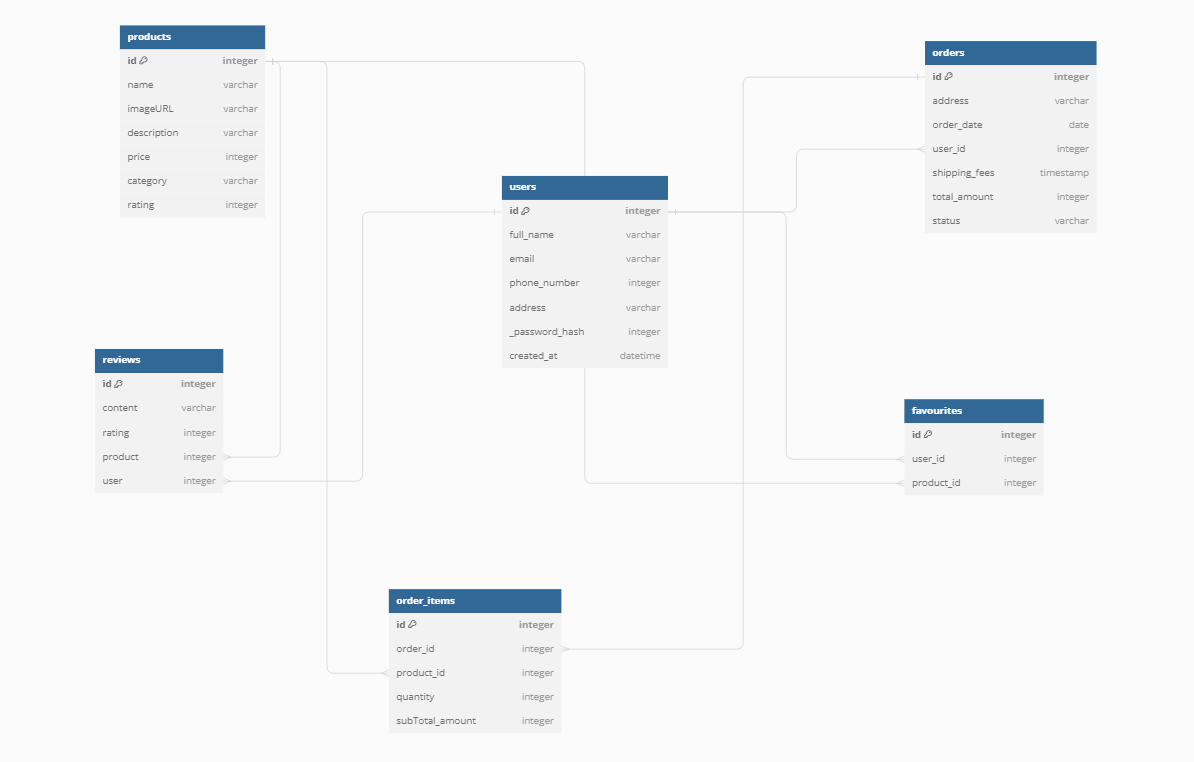 products
id integer
name varchar
imageURL varchar
description varchar
price integer
category varchar
rating integer
orders
id integer
address varchar
order_date date
user_id integer
shipping_fees timestamp
total_amount integer
status varchar
users
id integer
full_name varchar
email varchar
phone_number integer
address varchar
_password_hash integer
created_at datetime
reviews
id integer
content varchar
rating integer
product integer
user integer
favourites
id integer
user_id integer
product_id integer
order_items
id integer
order_id integer
product_id integer
quantity integer
subTotal_amount integer